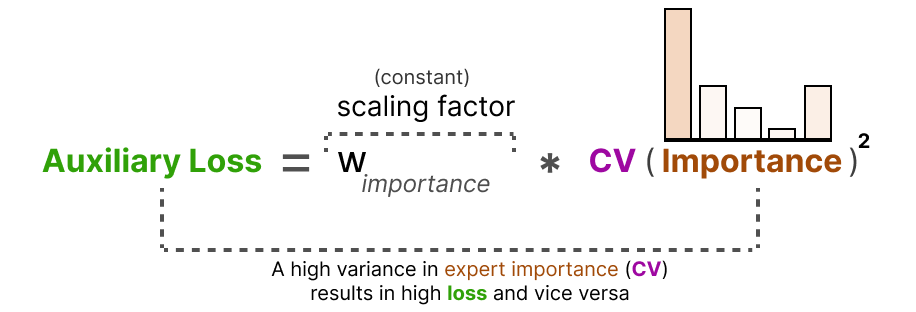 (constant)
scaling factor
Auxiliary Loss = w importance * CV ( Importance )²
A high variance in expert importance (CV)
results in high loss and vice versa